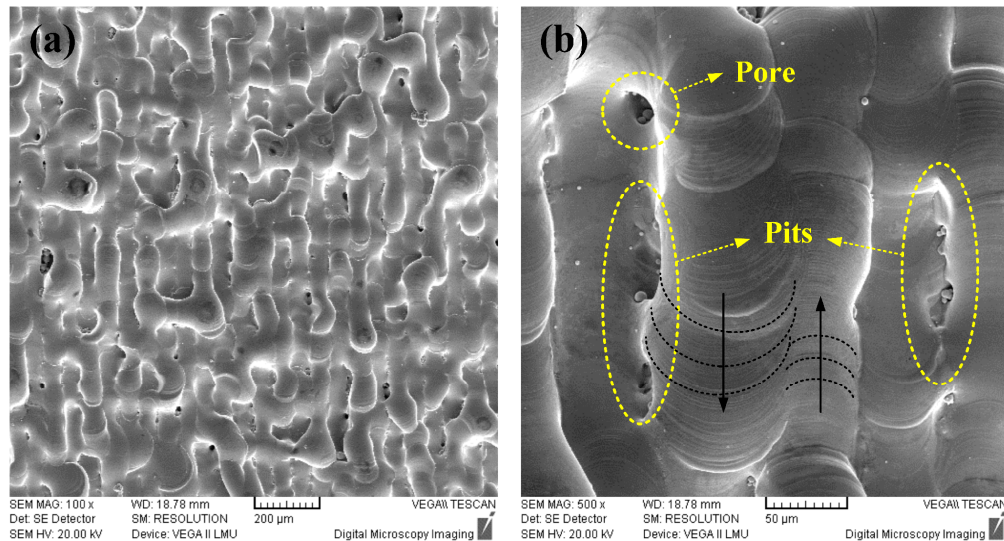 (a)
SEM MAG: 100 x WD: 18.78 mm
Det: SE Detector SM: RESOLUTION
SEM HV: 20.00 kV Device: VEGA II LMU
200 µm
VEGA\\ TESCAN
Digital Microscopy Imaging
(b)
Pore
Pits
SEM MAG: 500 x WD: 18.78 mm
Det: SE Detector SM: RESOLUTION
SEM HV: 20.00 kV Device: VEGA II LMU
50 µm
VEGA\\ TESCAN
Digital Microscopy Imaging